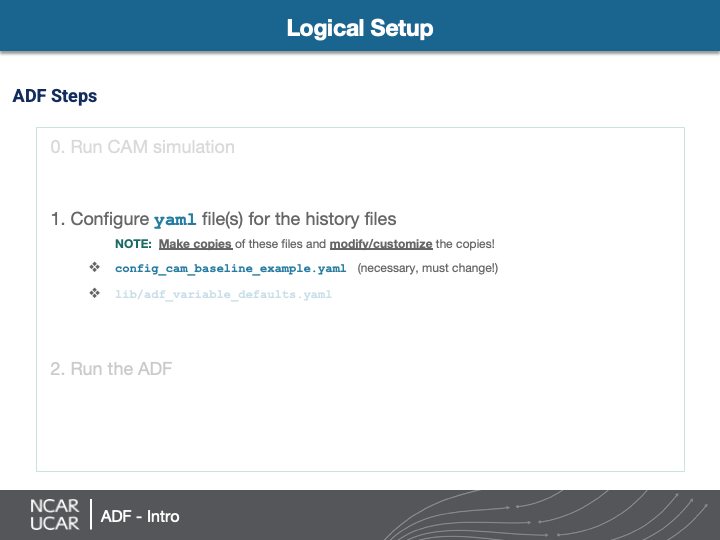 Logical Setup
ADF Steps
0. Run CAM simulation
1. Configure yaml file(s) for the history files
NOTE: Make copies of these files and modify/customize the copies!
❖ config_cam_baseline_example.yaml (necessary, must change!)
❖ lib/adf_variable_defaults.yaml
2. Run the ADF
NCAR
UCAR
ADF - Intro